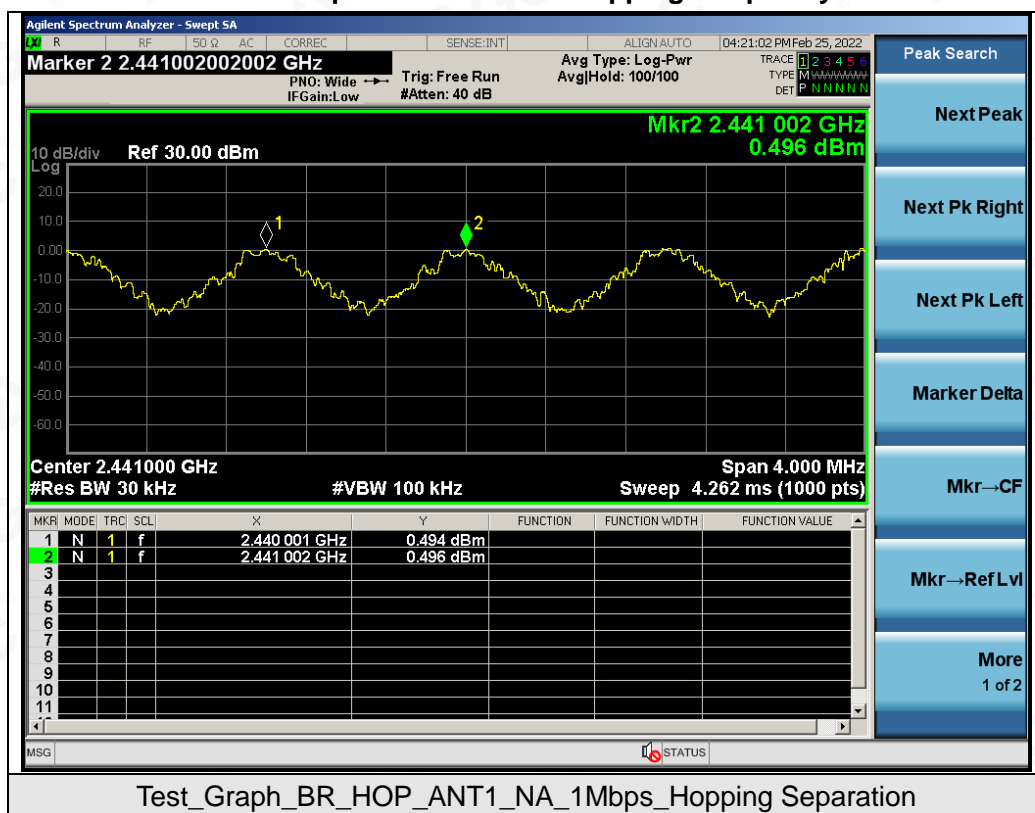 Agilent Spectrum Analyzer - Swept SA
LXI R RF 50 Ω AC CORREC SENSE:INT ALIGN AUTO 04:21:02 PM Feb 25, 2022
Marker 2 2.441002002002 GHz
PNO: Wide
IFGain:Low
Trig: Free Run
#Atten: 40 dB
Avg Type: Log-Pwr
Avg|Hold: 100/100
TRACE 1 2 3 4 5 6
TYPE M
DET P N N N N N
Mkr2 2.441 002 GHz
0.496 dBm
10 dB/div Ref 30.00 dBm
Log
20.0
10.0
0.00
-10.0
-20.0
-30.0
-40.0
-50.0
-60.0
1
2
Center 2.441000 GHz Span 4.000 MHz
#Res BW 30 kHz #VBW 100 kHz Sweep 4.262 ms (1000 pts)
MKR MODE TRC SCL X Y FUNCTION FUNCTION WIDTH FUNCTION VALUE
1 N 1 f 2.440 001 GHz 0.494 dBm
2 N 1 f 2.441 002 GHz 0.496 dBm
3
4
5
6
7
8
9
10
11
MSG STATUS
Peak Search
Next Peak
Next Pk Right
Next Pk Left
Marker Delta
Mkr→CF
Mkr→Ref Lvl
More
1 of 2
Test_Graph_BR_HOP_ANT1_NA_1Mbps_Hopping Separation